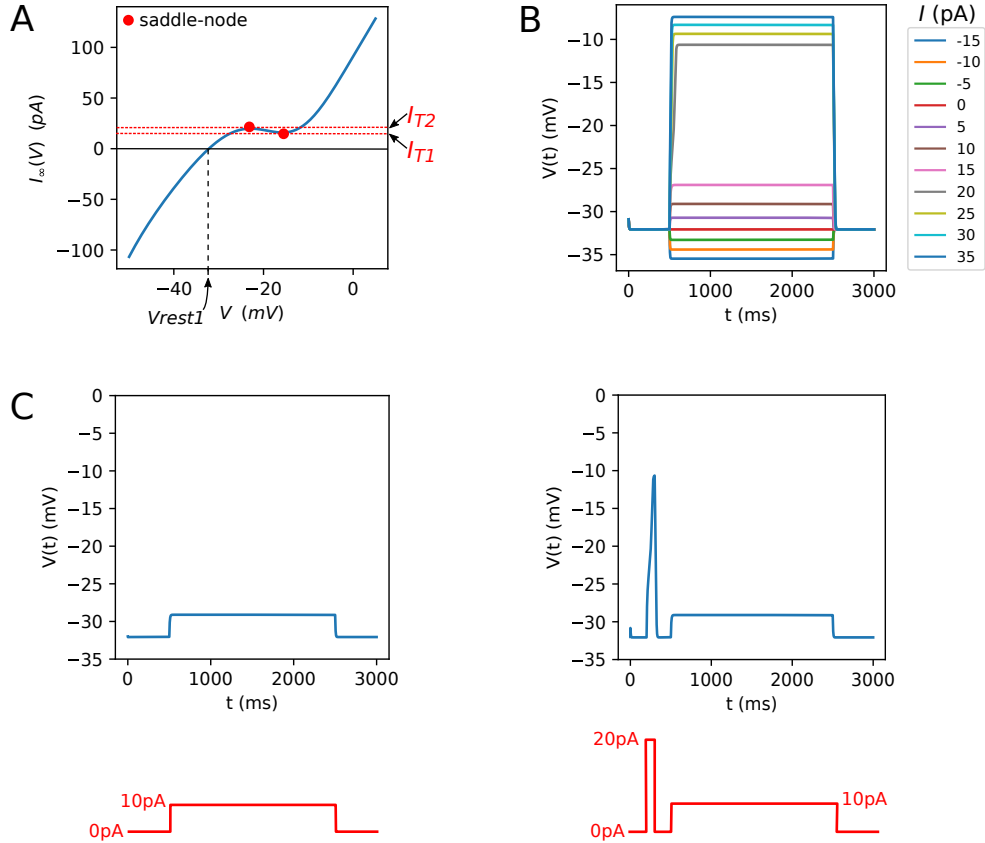 A
saddle-node
I∞(V) (pA)
100
50
0
−50
−100
−40
−20
0
V (mV)
Vrest1
I_T2
I_T1
B
V(t) (mV)
−10
−15
−20
−25
−30
−35
0
1000
2000
3000
t (ms)
I (pA)
-15
-10
-5
0
5
10
15
20
25
30
35
C
V(t) (mV)
0
−5
−10
−15
−20
−25
−30
−35
0
1000
2000
3000
t (ms)
10pA
0pA
V(t) (mV)
0
−5
−10
−15
−20
−25
−30
−35
0
1000
2000
3000
t (ms)
20pA
10pA
0pA